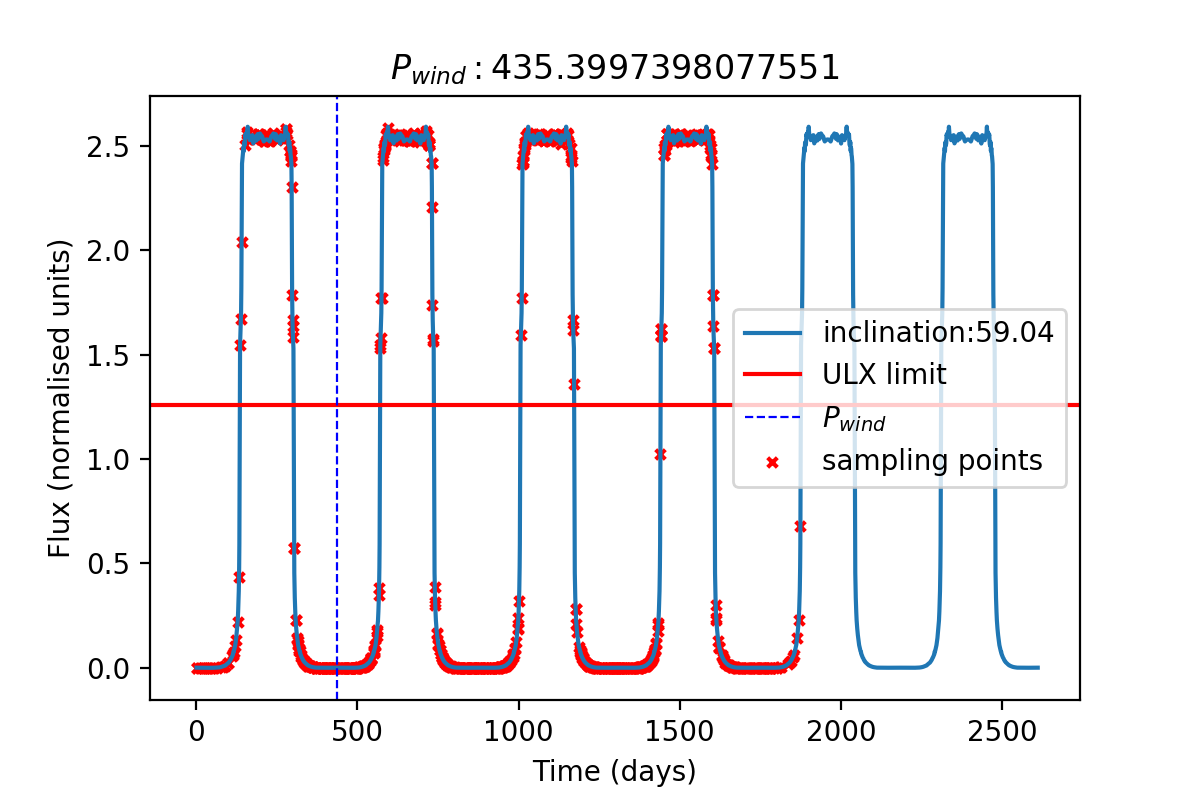 P_wind : 435.3997398077551
Flux (normalised units)
2.5
2.0
1.5
1.0
0.5
0.0
inclination:59.04
ULX limit
P_wind
sampling points
0 500 1000 1500 2000 2500
Time (days)